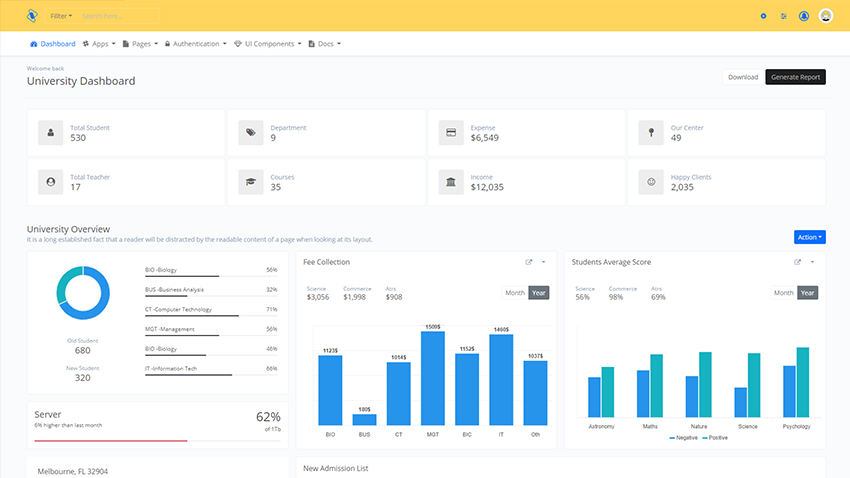 Fillter Search here...
Dashboard Apps Pages Authentication UI Components Docs
Welcome back
University Dashboard
Download Generate Report
Total Student
530
Department
9
Expense
$6,549
Our Center
49
Total Teacher
17
Courses
35
Income
$12,035
Happy Clients
2,035
University Overview
It is a long established fact that a reader will be distracted by the readable content of a page when looking at its layout.
Action
Old Student
680
New Student
320
BIO -Biology 56%
BUS -Business Analysis 32%
CT -Computer Technology 71%
MGT -Management 56%
BIO -Biology 46%
IT -Information Tech 66%
Server
6% higher than last month
62%
of 1Tb
Melbourne, FL 32904
Fee Collection
Science Commerce Atrs
$3,056 $1,998 $908
Month Year
1123$ 180$ 1014$ 1509$ 1152$ 1460$ 1037$
BIO BUS CT MGT BIC IT Oth
Students Average Score
Science Commerce Atrs
56% 98% 69%
Month Year
Astronomy Maths Nature Science Psychology
Negative Positive
New Admission List